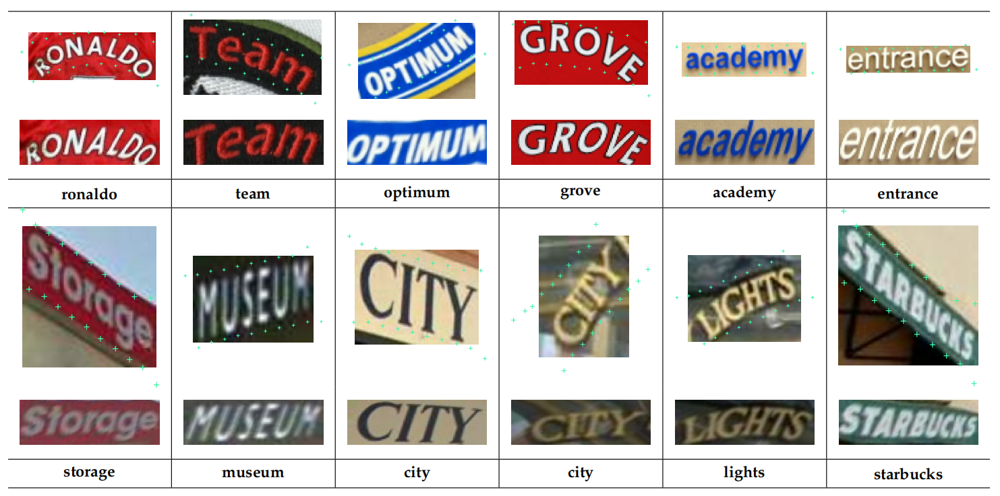 RONALDO Team OPTIMUM GROVE academy entrance
RONALDO Team OPTIMUM GROVE academy entrance
ronaldo team optimum grove academy entrance
Storage MUSEUM CITY CITY LIGHTS STARBUCKS
Storage MUSEUM CITY CITY LIGHTS STARBUCKS
storage museum city city lights starbucks